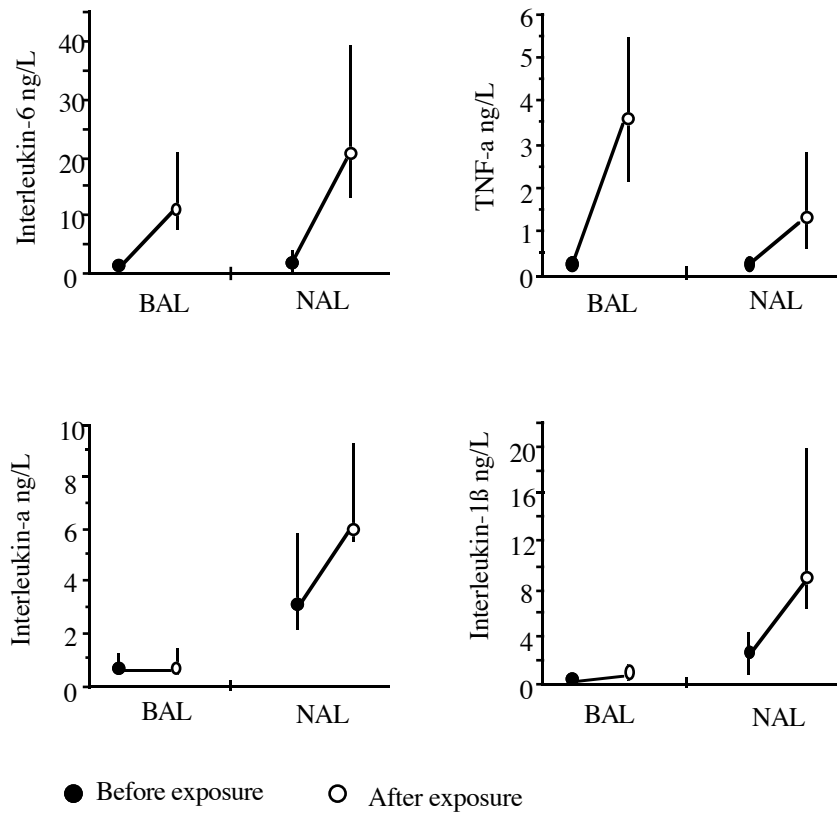 Interleukin-6 ng/L
40
30
20
10
0
BAL
NAL
TNF-a ng/L
6
5
4
3
2
1
0
BAL
NAL
Interleukin-a ng/L
10
8
6
4
2
0
BAL
NAL
Interleukin-1ß ng/L
20
16
12
8
4
0
BAL
NAL
Before exposure
After exposure